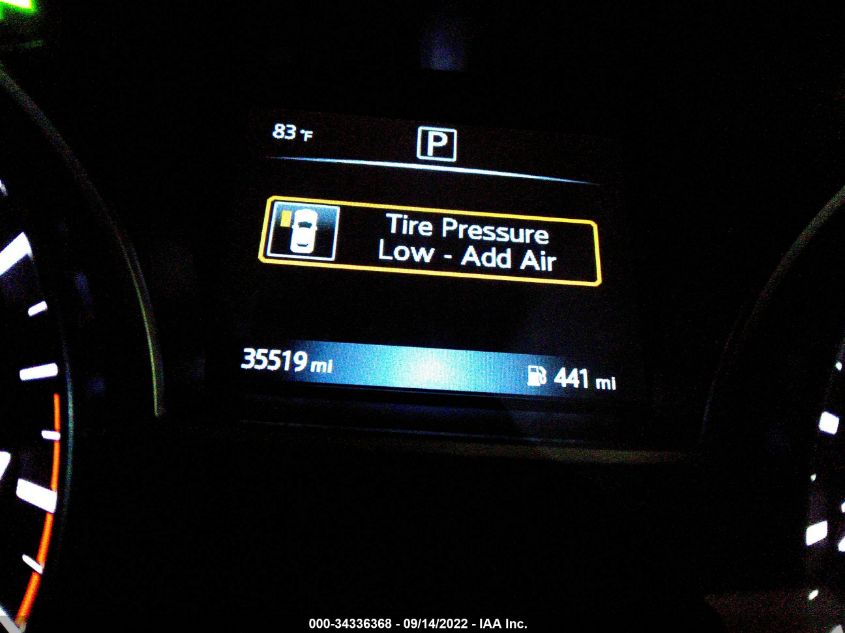 83 °F
P
Tire Pressure
Low - Add Air
35519 mi 441 mi
000-34336368 - 09/14/2022 - IAA Inc.